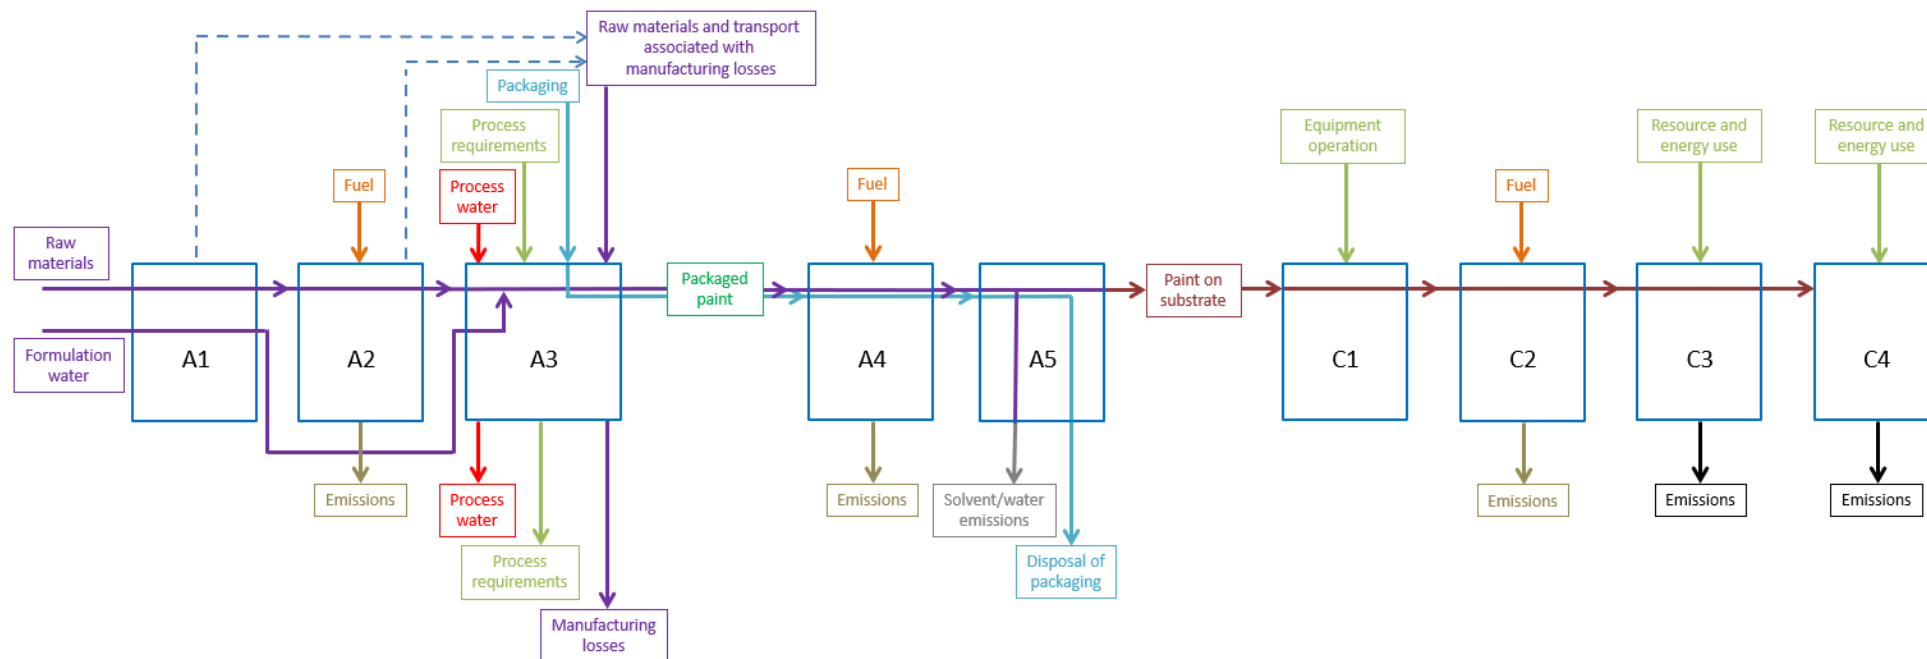 Raw materials and transport
associated with
manufacturing losses
Packaging
Process
requirements
Equipment
operation
Resource and
energy use
Resource and
energy use
Fuel
Process
water
Fuel
Fuel
Raw
materials
Packaged
paint
Paint on
substrate
Formulation
water
A1
A2
A3
A4
A5
C1
C2
C3
C4
Emissions
Process
water
Emissions
Solvent/water
emissions
Emissions
Emissions
Emissions
Process
requirements
Disposal of
packaging
Manufacturing
losses